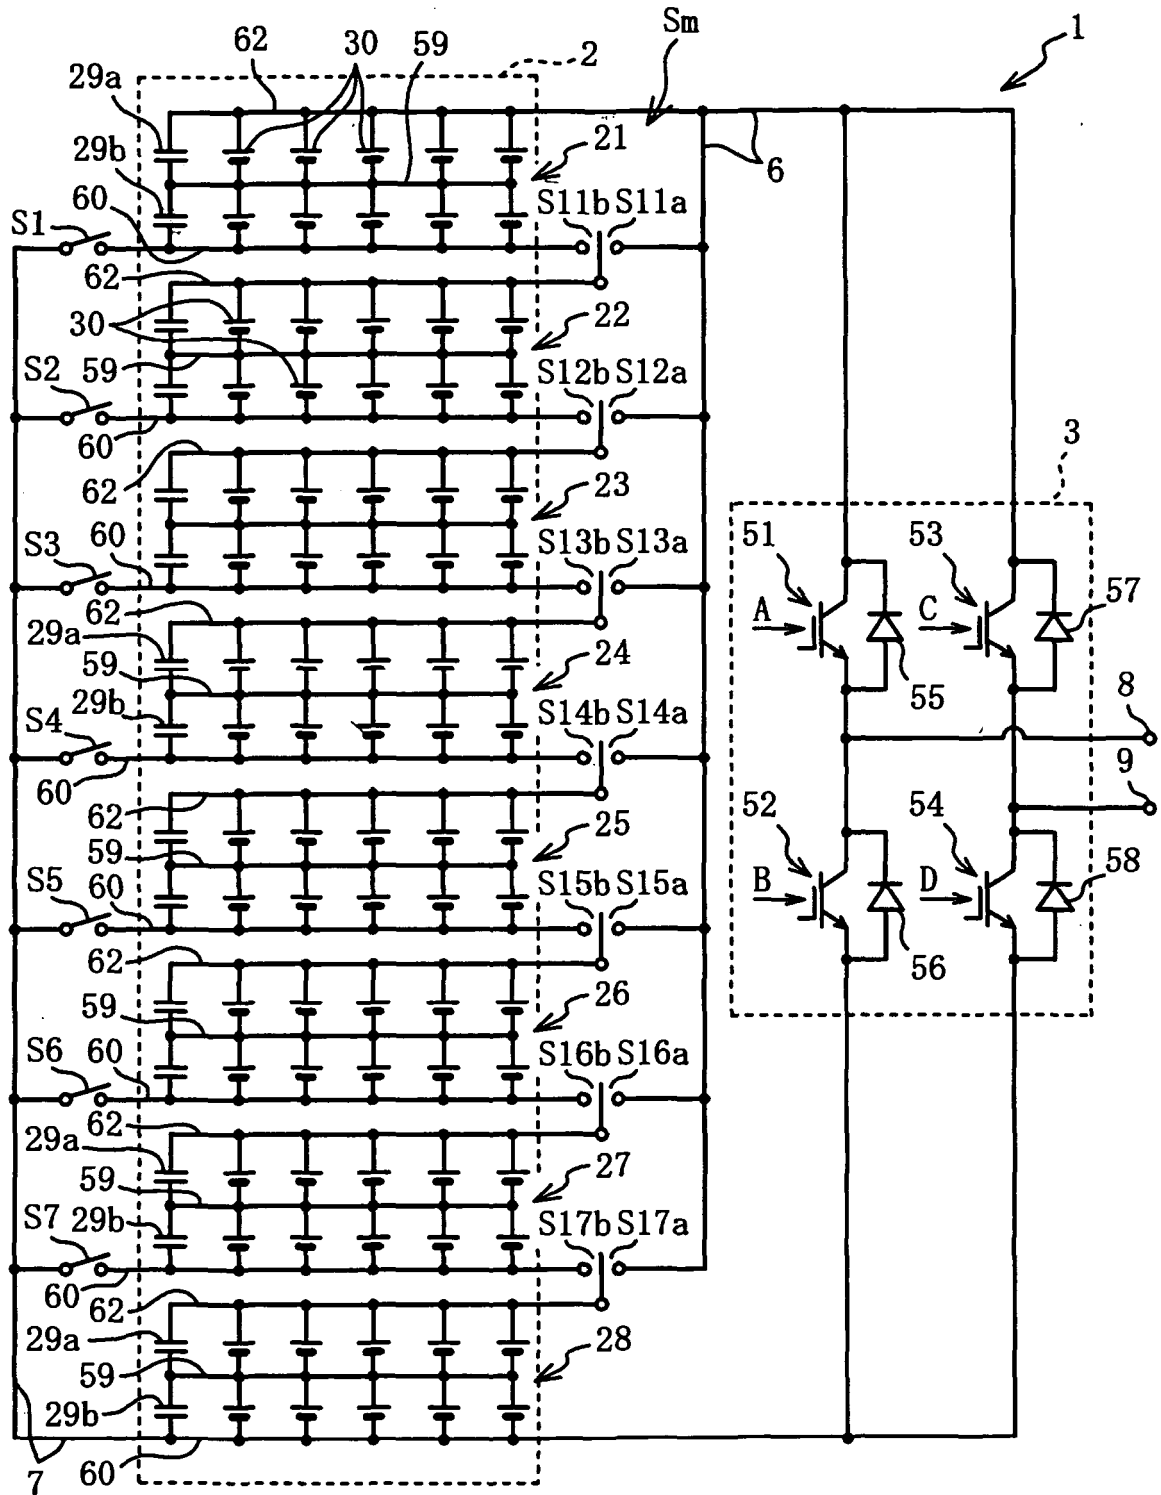 Sm
1
62 30 59 2
29a
29b
21
6
60
S11b S11a
S1
62
30
22
59
S2
S12b S12a
60
3
62
23
S3 60
S13b S13a
51 53
62
A C 57
29a
24
59
55
8
29b
S14b S14a
S4
60
9
62
52 54
25
59
58
S5 60
S15b S15a
B D
62
56
26
59
S6 60
S16b S16a
62
29a
27
59
S7 29b
S17b S17a
60
62
29a
28
59
29b
7 60